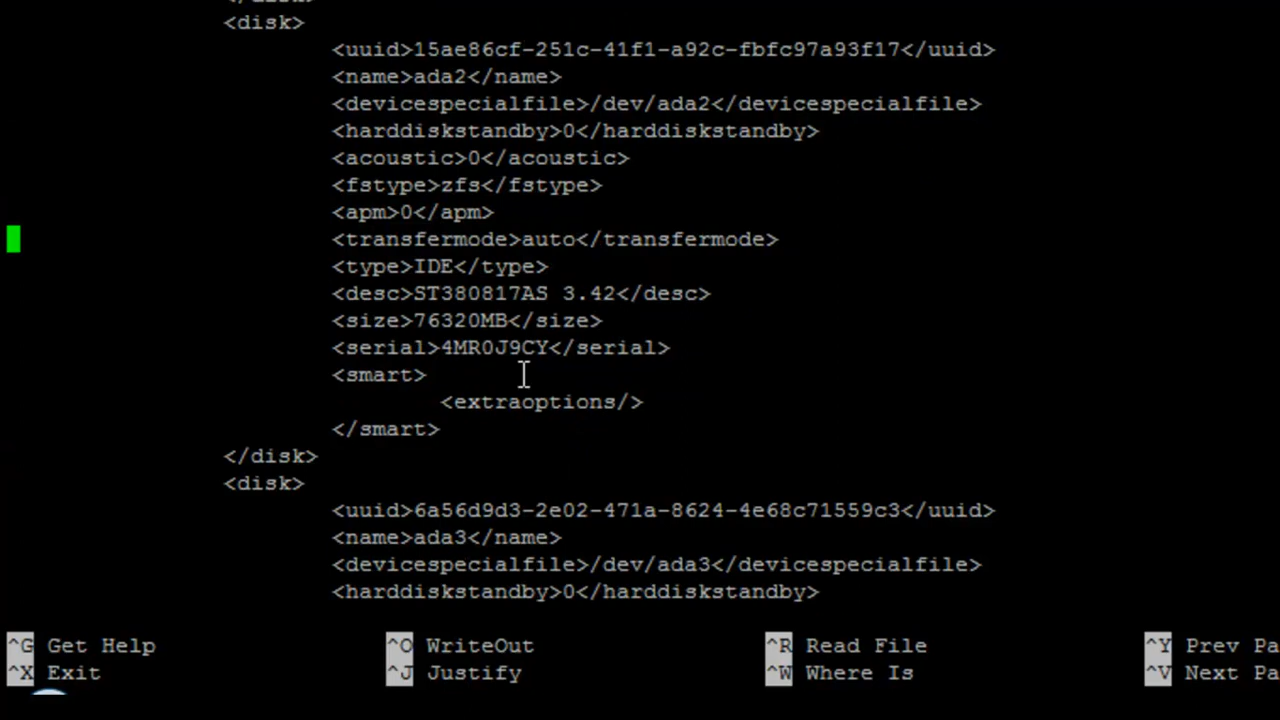 <disk>
<uuid>15ae86cf-251c-41f1-a92c-fbfc97a93f17</uuid>
<name>ada2</name>
<devicespecialfile>/dev/ada2</devicespecialfile>
<harddiskstandby>0</harddiskstandby>
<acoustic>0</acoustic>
<fstype>zfs</fstype>
<apm>0</apm>
<transfermode>auto</transfermode>
<type>IDE</type>
<desc>ST380817AS 3.42</desc>
<size>76320MB</size>
<serial>4MR0J9CY</serial>
<smart>
<extraoptions/>
</smart>
</disk>
<disk>
<uuid>6a56d9d3-2e02-471a-8624-4e68c71559c3</uuid>
<name>ada3</name>
<devicespecialfile>/dev/ada3</devicespecialfile>
<harddiskstandby>0</harddiskstandby>
^G Get Help ^O WriteOut ^R Read File ^Y Prev Pa
^X Exit ^J Justify ^W Where Is ^V Next Pa